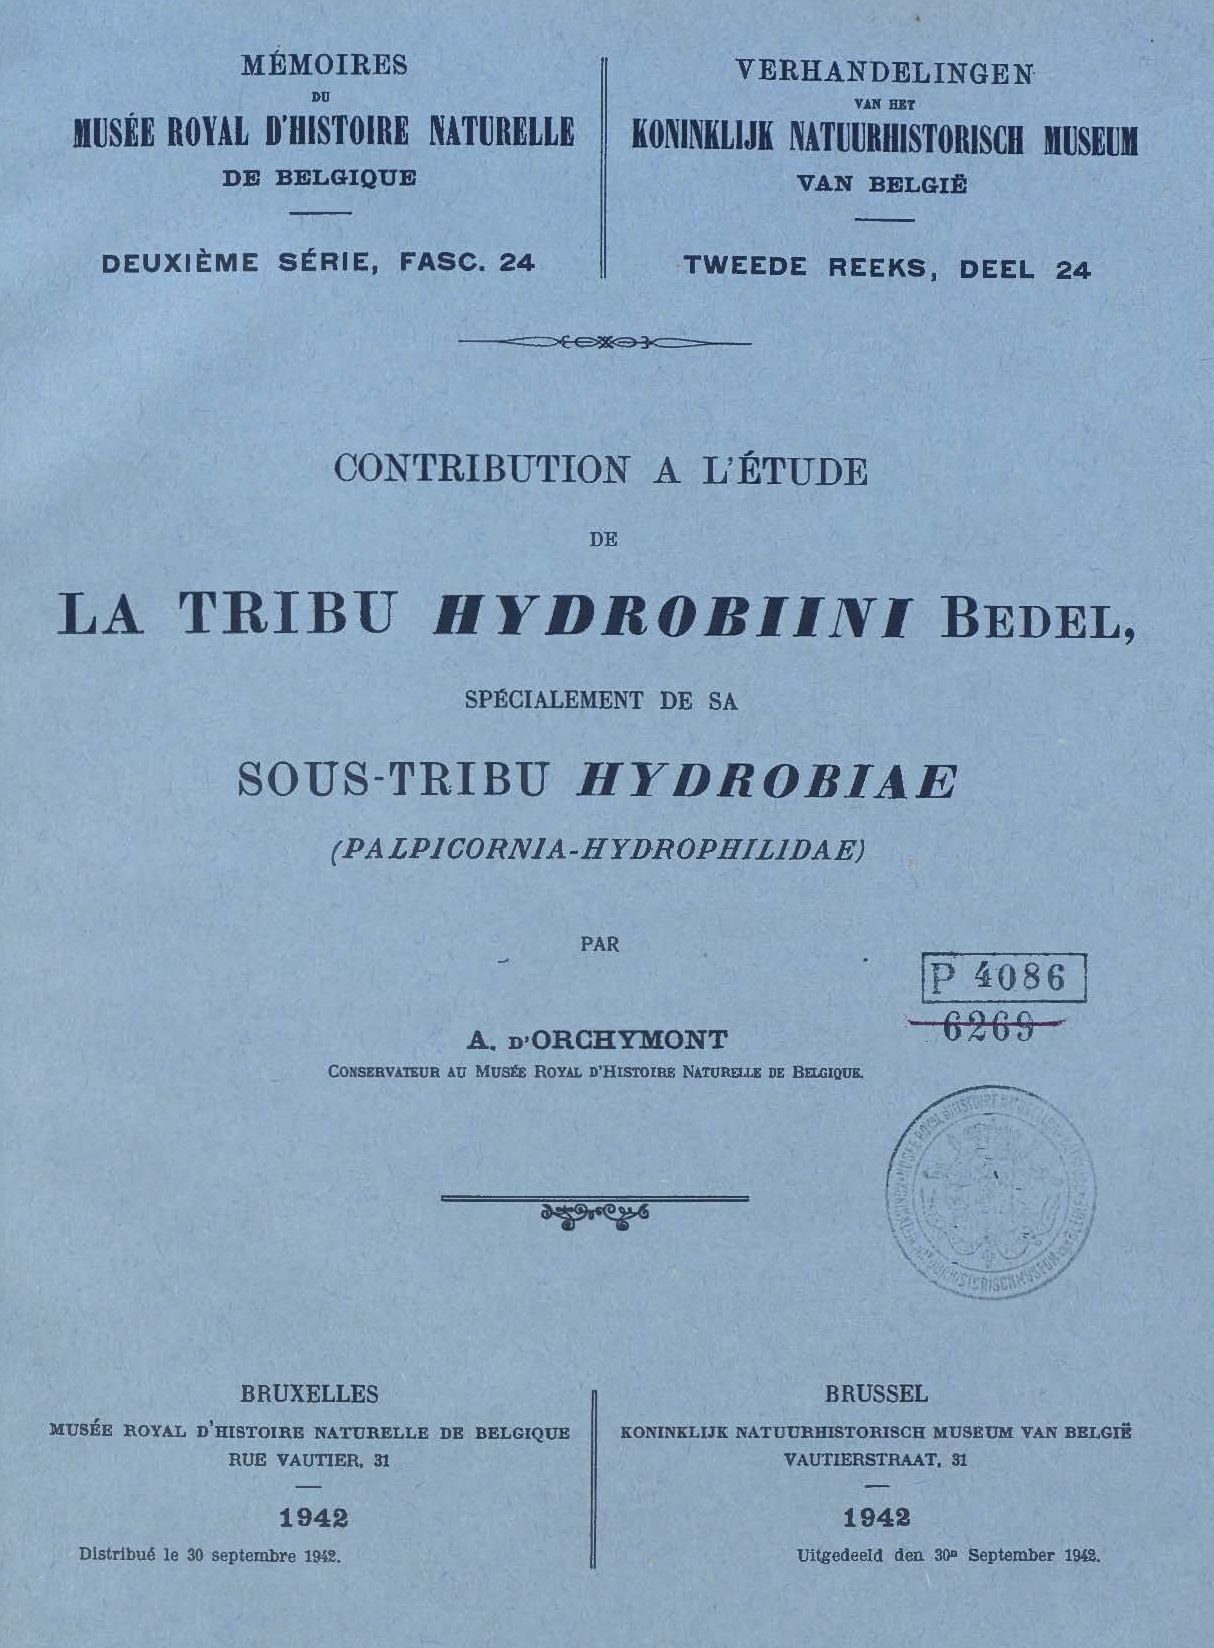 MÉMOIRES
DU
MUSÉE ROYAL D'HISTOIRE NATURELLE
DE BELGIQUE
DEUXIÈME SÉRIE, FASC. 24
VERHANDELINGEN
VAN HET
KONINKLIJK NATUURHISTORISCH MUSEUM
VAN BELGIË
TWEEDE REEKS, DEEL 24
CONTRIBUTION A L'ÉTUDE
DE
LA TRIBU HYDROBIINI BEDEL,
SPÉCIALEMENT DE SA
SOUS-TRIBU HYDROBIAE
(PALPICORNIA-HYDROPHILIDAE)
PAR
P 4086
6269
A. D'ORCHYMONT
CONSERVATEUR AU MUSÉE ROYAL D'HISTOIRE NATURELLE DE BELGIQUE.
BRUXELLES
MUSÉE ROYAL D'HISTOIRE NATURELLE DE BELGIQUE
RUE VAUTIER, 31
1942
Distribué le 30 septembre 1942.
BRUSSEL
KONINKLIJK NATUURHISTORISCH MUSEUM VAN BELGIË
VAUTIERSTRAAT, 31
1942
Uitgedeeld den 30n September 1942.